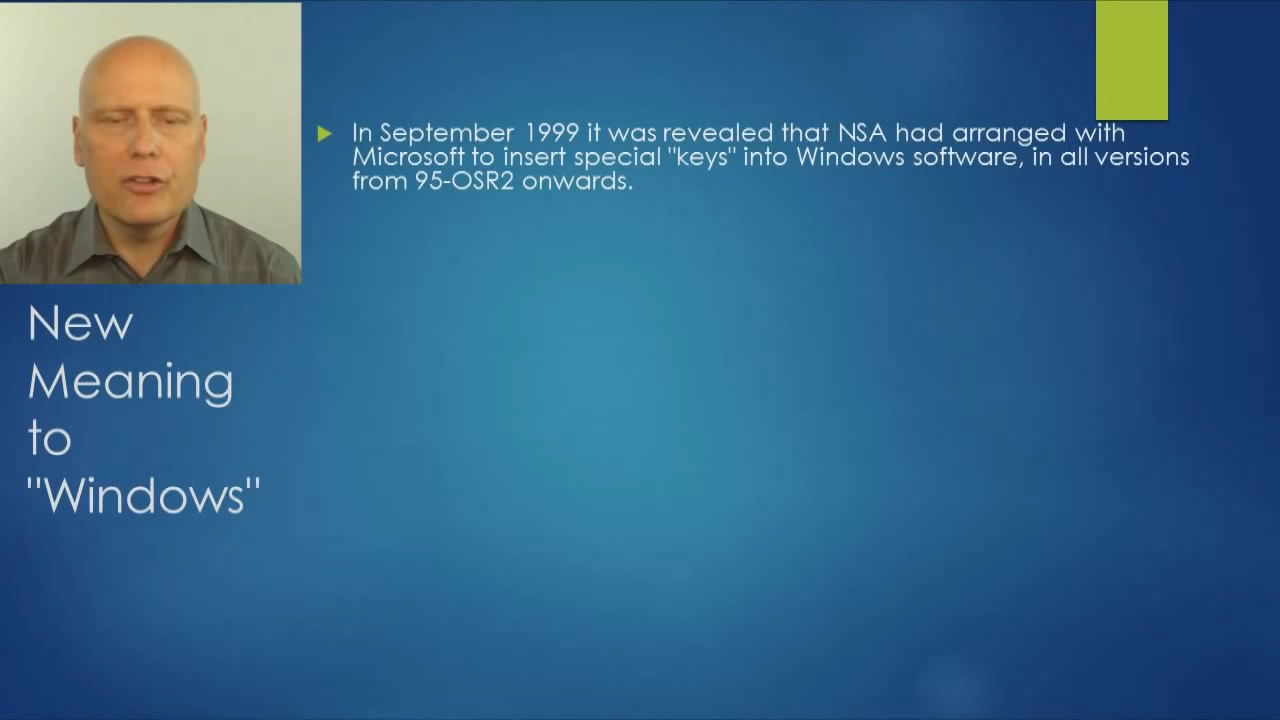 In September 1999 it was revealed that NSA had arranged with
Microsoft to insert special "keys" into Windows software, in all versions
from 95-OSR2 onwards.
New
Meaning
to
"Windows"